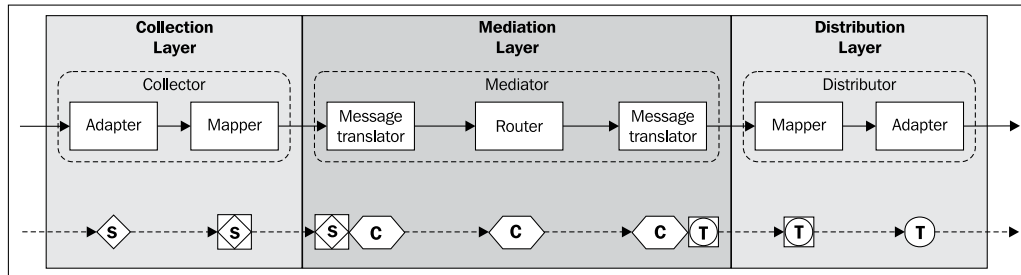 Collection
Layer
Mediation
Layer
Distribution
Layer
Collector
Mediator
Distributor
Adapter
Mapper
Message
translator
Router
Message
translator
Mapper
Adapter
S
S
S
C
C
C
T
T
T